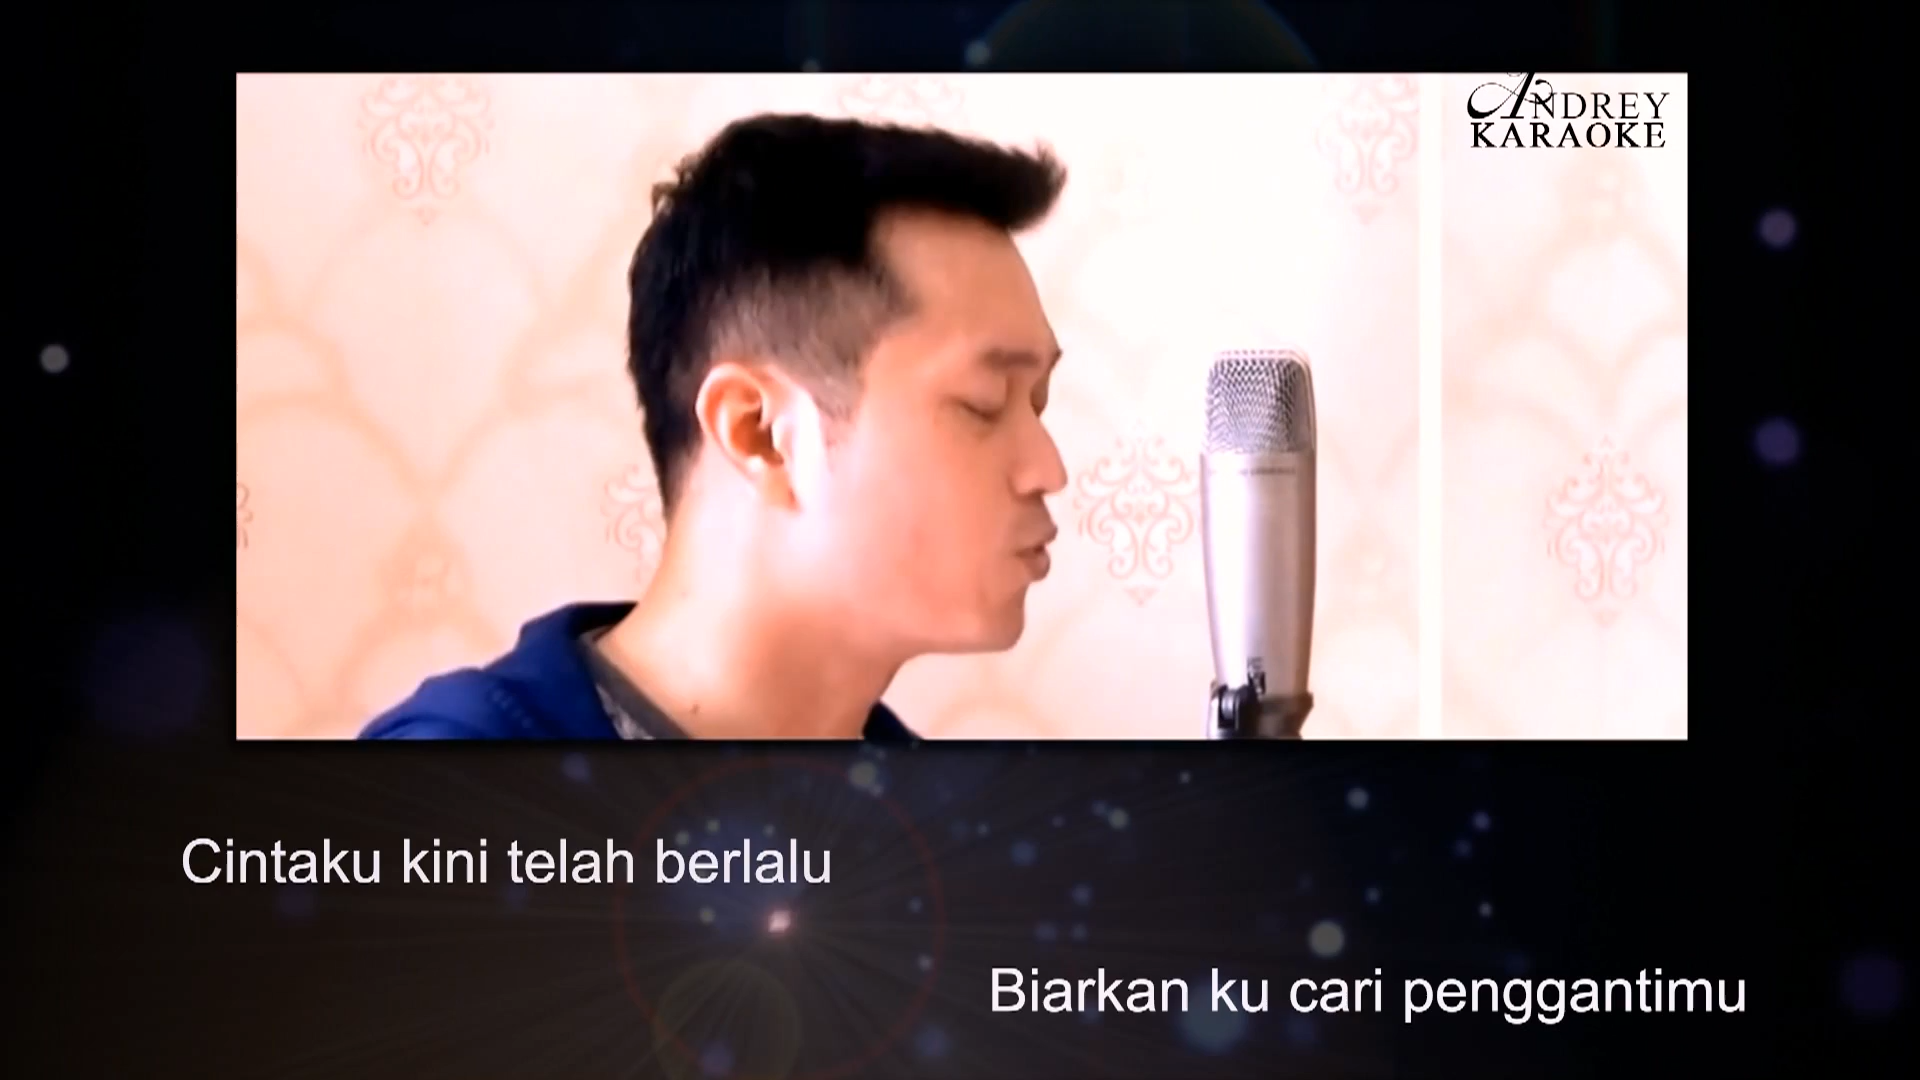 ANDREY
KARAOKE
Cintaku kini telah berlalu
Biarkan ku cari penggantimu